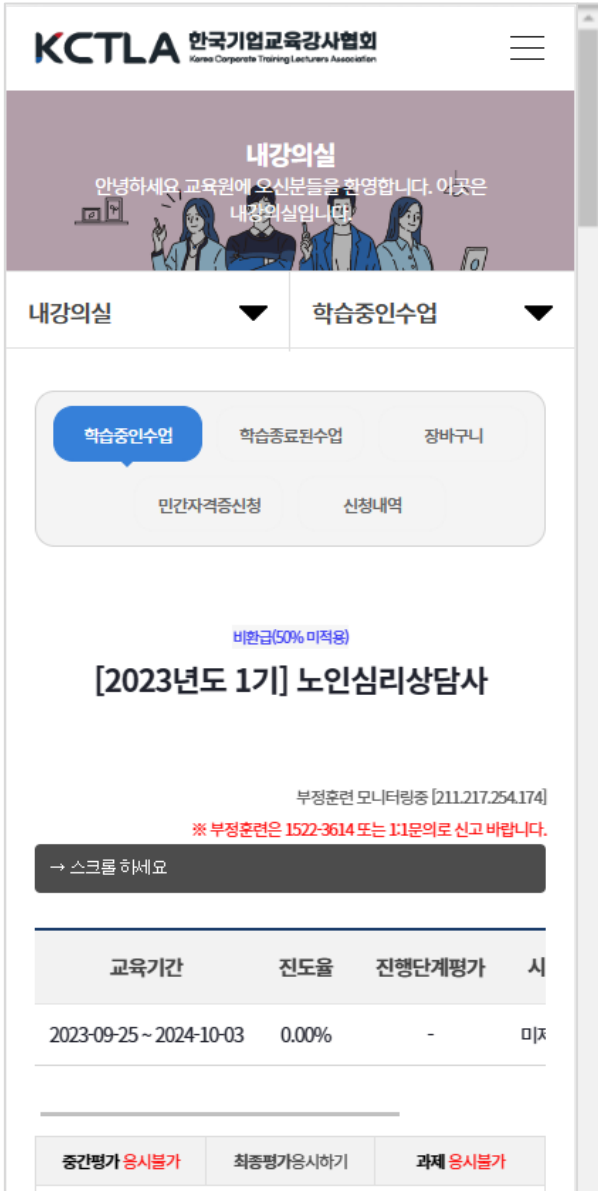 KCTLA 한국기업교육강사협회
Korea Corporate Training Lecturers Association
내강의실
안녕하세요 교육원에 오신분들을 환영합니다. 이곳은
내강의실입니다.
내강의실 학습중인수업
학습중인수업 학습종료된수업 장바구니
민간자격증신청 신청내역
비환급(50% 미적용)
[2023년도 1기] 노인심리상담사
부정훈련 모니터링중 [211.217.254.174]
※ 부정훈련은 1522-3614 또는 1:1문의로 신고 바랍니다.
→ 스크롤 하세요
교육기간 진도율 진행단계평가 시
2023-09-25 ~ 2024-10-03 0.00% - 미
중간평가 응시불가 최종평가응시하기 과제 응시불가